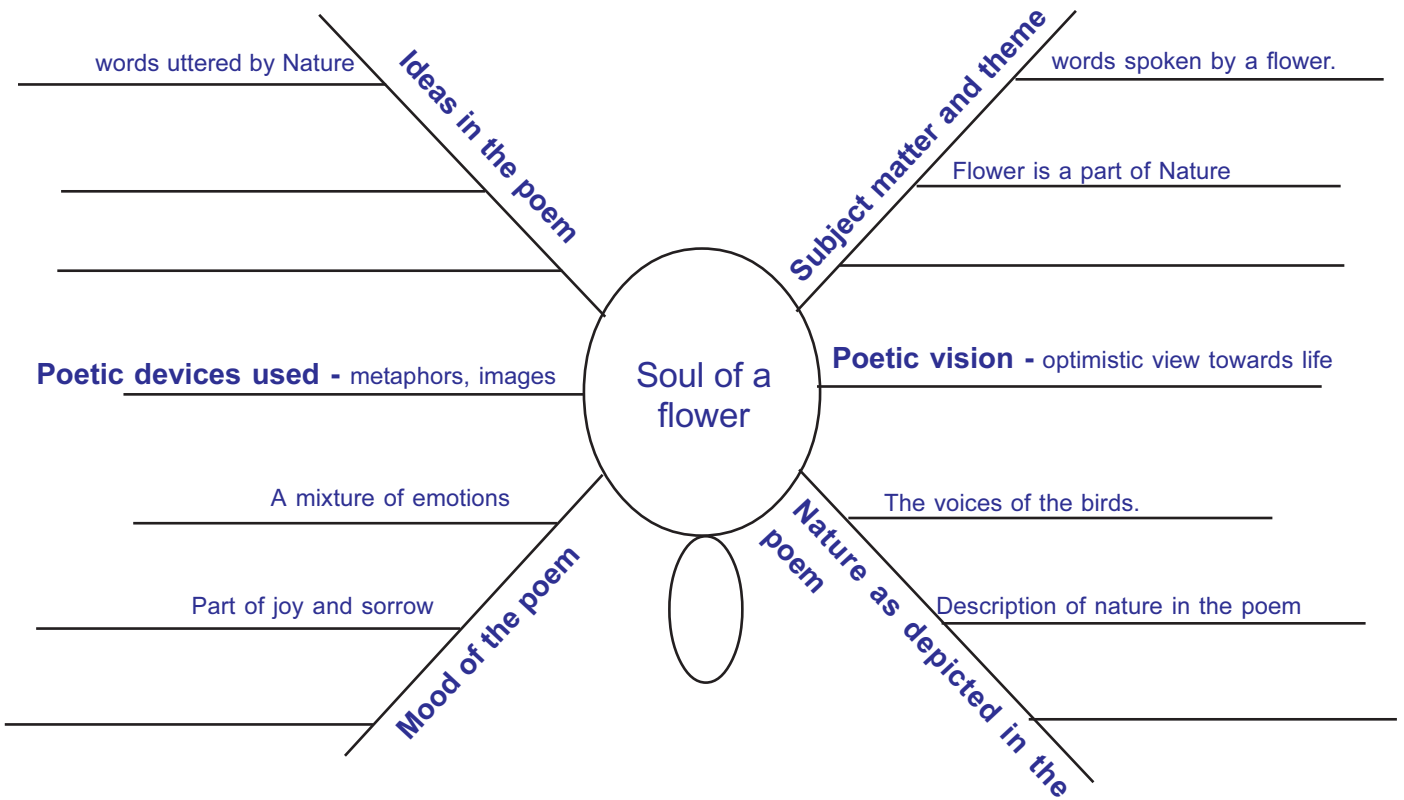 Ideas in the poem
words uttered by Nature
Subject matter and theme
words spoken by a flower.
Flower is a part of Nature
Soul of a
flower
Poetic devices used - metaphors, images
Poetic vision - optimistic view towards life
Mood of the poem
A mixture of emotions
Part of joy and sorrow
Nature as depicted in the
poem
The voices of the birds.
Description of nature in the poem